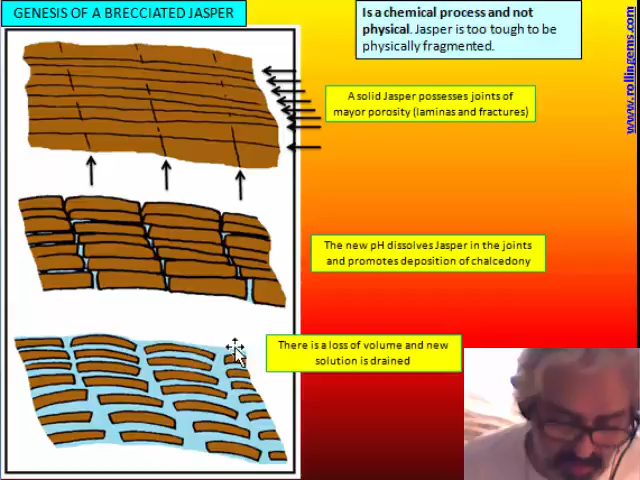 GENESIS OF A BRECCIATED JASPER
Is a chemical process and not
physical. Jasper is too tough to be
physically fragmented.
www.rollingems.com
A solid Jasper possesses joints of
mayor porosity (laminas and fractures)
The new pH dissolves Jasper in the joints
and promotes deposition of chalcedony
There is a loss of volume and new
solution is drained